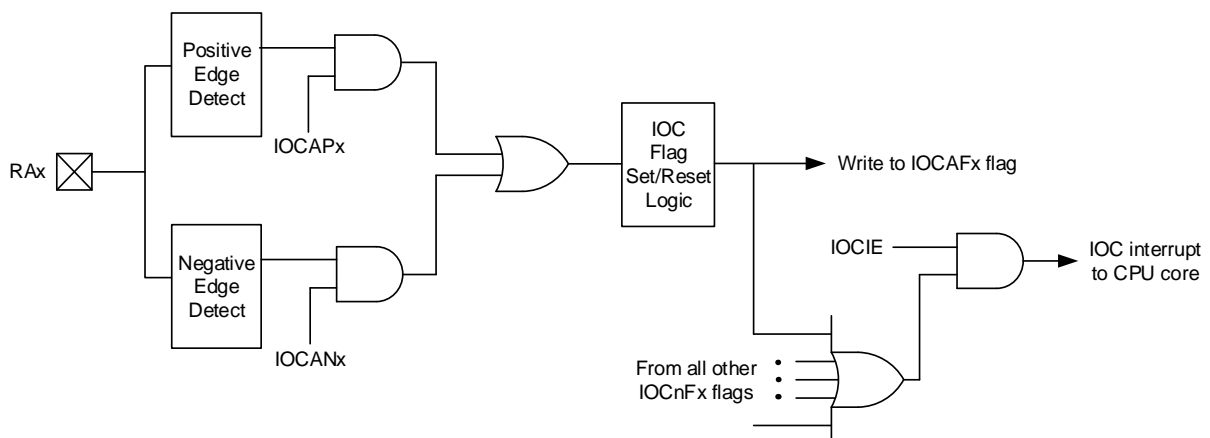 Positive
Edge
Detect
IOCAPx
RAx
IOC
Flag
Set/Reset
Logic
Write to IOCAFx flag
Negative
Edge
Detect
IOCANx
IOCIE
IOC interrupt
to CPU core
From all other
IOCnFx flags